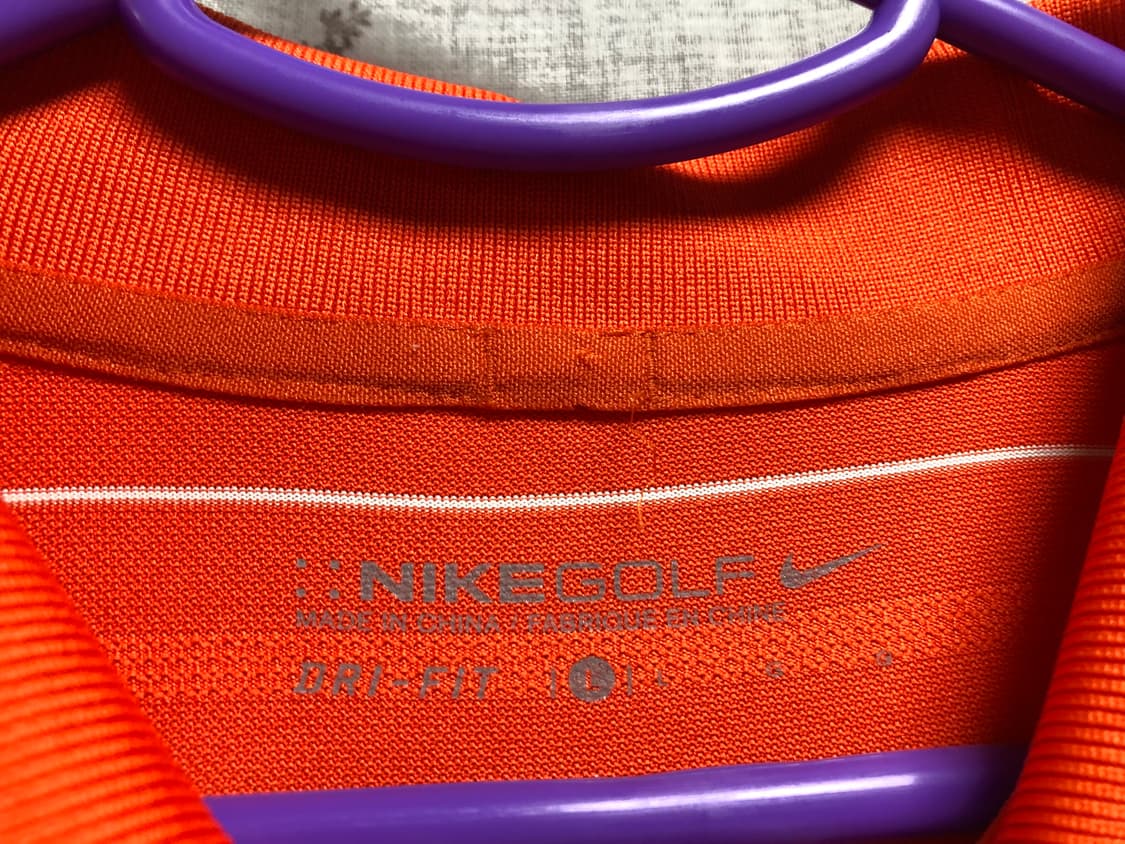 NIKEGOLF
MADE IN CHINA / FABRIQUE EN CHINE
DRI-FIT L